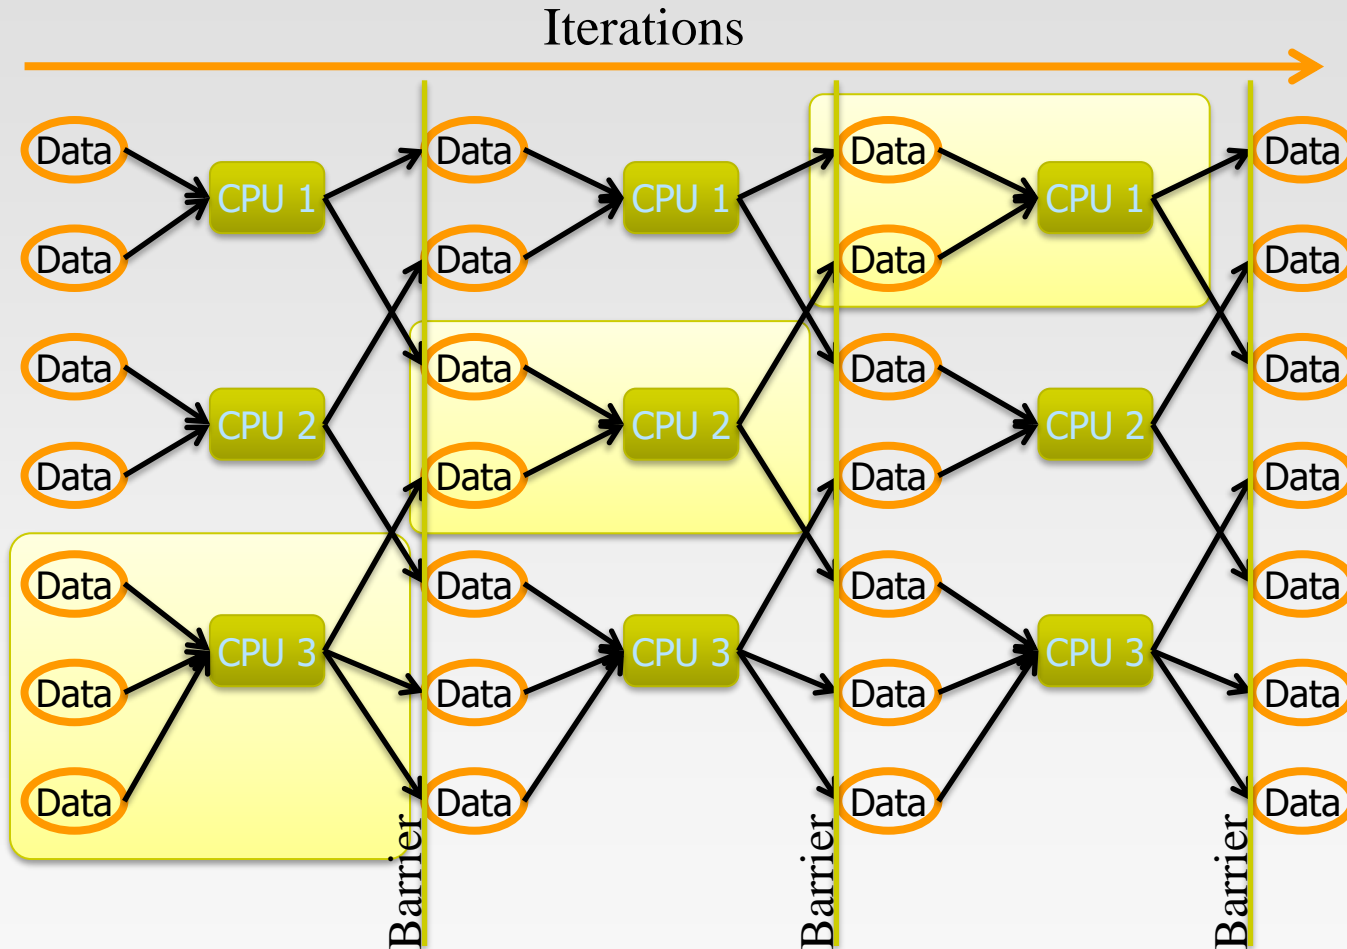 Iterations
Data Data Data Data
CPU 1 CPU 1 CPU 1
Data Data Data Data
Data Data Data Data
CPU 2 CPU 2 CPU 2
Data Data Data Data
Data Data Data Data
CPU 3 CPU 3 CPU 3
Data Data Data Data
Data Data Data Data
Barrier Barrier Barrier